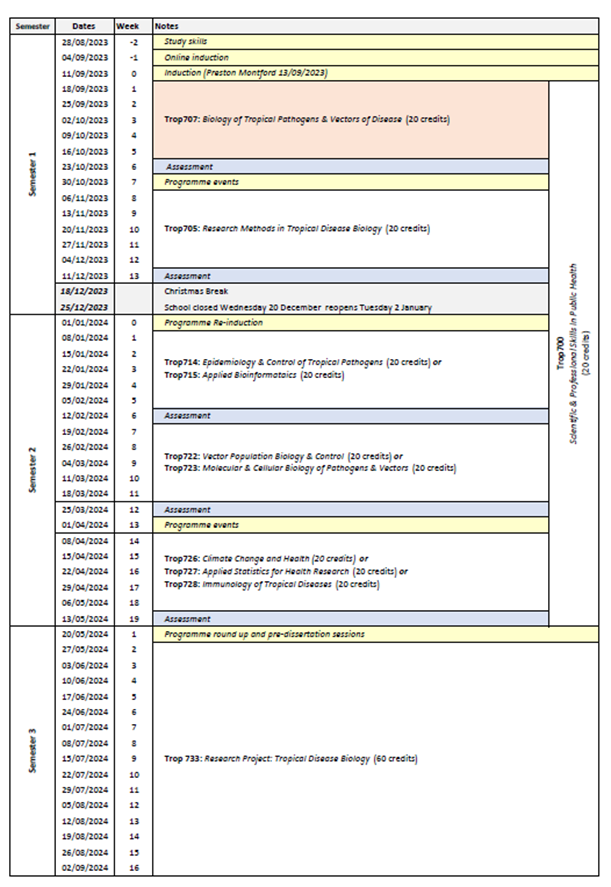 Semester Dates Week Notes
28/08/2023 -2 Study skills
04/09/2023 -1 Online induction
11/09/2023 0 Induction (Preston Montford 13/09/2023)
Semester 1
18/09/2023 1
25/09/2023 2
02/10/2023 3 Trop707: Biology of Tropical Pathogens & Vectors of Disease (20 credits)
09/10/2023 4
16/10/2023 5
23/10/2023 6 Assessment
30/10/2023 7 Programme events
06/11/2023 8
13/11/2023 9
20/11/2023 10 Trop705: Research Methods in Tropical Disease Biology (20 credits)
27/11/2023 11
04/12/2023 12
11/12/2023 13 Assessment
18/12/2023 Christmas Break
25/12/2023 School closed Wednesday 20 December reopens Tuesday 2 January
Trop700
Scientific & Professional Skills in Public Health
(20 credits)
Semester 2
01/01/2024 0 Programme Re-induction
08/01/2024 1
15/01/2024 2 Trop714: Epidemiology & Control of Tropical Pathogens (20 credits) or
22/01/2024 3 Trop715: Applied Bioinformataics (20 credits)
29/01/2024 4
05/02/2024 5
12/02/2024 6 Assessment
19/02/2024 7
26/02/2024 8 Trop722: Vector Population Biology & Control (20 credits) or
04/03/2024 9 Trop723: Molecular & Cellular Biology of Pathogens & Vectors (20 credits)
11/03/2024 10
18/03/2024 11
25/03/2024 12 Assessment
01/04/2024 13 Programme events
08/04/2024 14
15/04/2024 15 Trop726: Climate Change and Health (20 credits) or
22/04/2024 16 Trop727: Applied Statistics for Health Research (20 credits) or
29/04/2024 17 Trop728: Immunology of Tropical Diseases (20 credits)
06/05/2024 18
13/05/2024 19 Assessment
Semester 3
20/05/2024 1 Programme round up and pre-dissertation sessions
27/05/2024 2
03/06/2024 3
10/06/2024 4
17/06/2024 5
24/06/2024 6
01/07/2024 7
08/07/2024 8
15/07/2024 9 Trop 733: Research Project: Tropical Disease Biology (60 credits)
22/07/2024 10
29/07/2024 11
05/08/2024 12
12/08/2024 13
19/08/2024 14
26/08/2024 15
02/09/2024 16